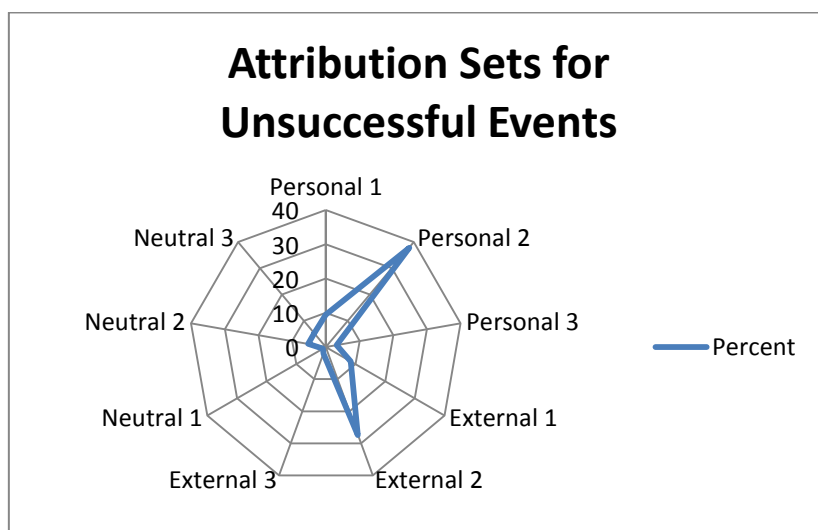 Attribution Sets for
Unsuccessful Events
Personal 1
Personal 2
Personal 3
External 1
External 2
External 3
Neutral 1
Neutral 2
Neutral 3
40
30
20
10
0
Percent